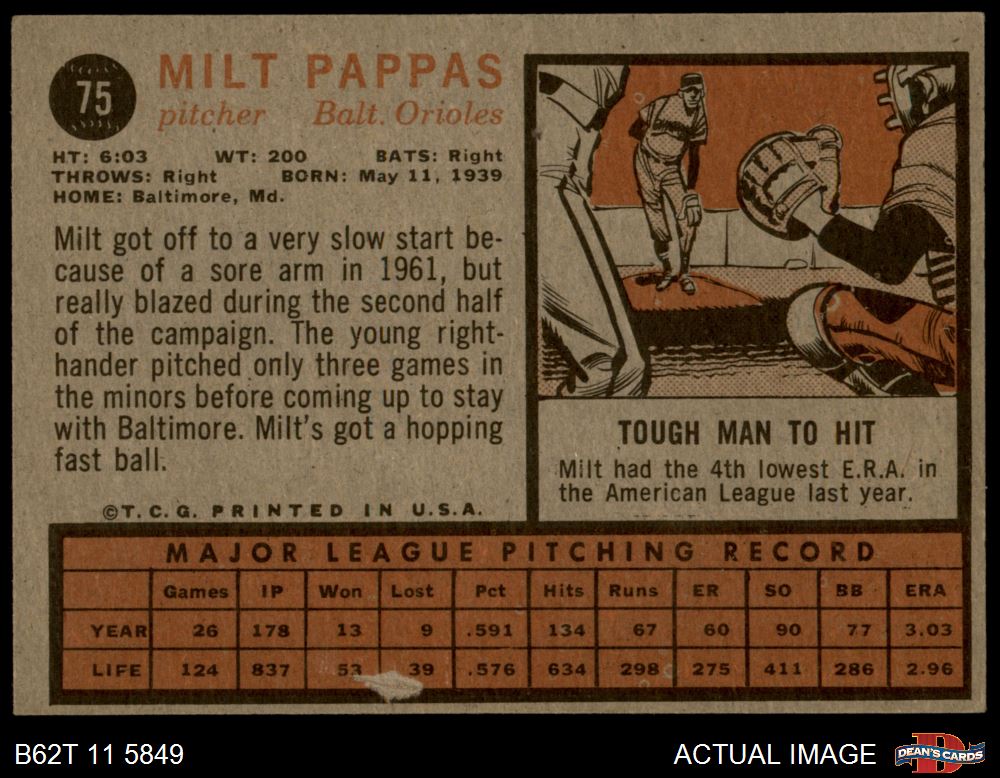 75
MILT PAPPAS
pitcher Balt. Orioles
HT: 6:03 WT: 200 BATS: Right
THROWS: Right BORN: May 11, 1939
HOME: Baltimore, Md.
Milt got off to a very slow start be-
cause of a sore arm in 1961, but
really blazed during the second half
of the campaign. The young right-
hander pitched only three games in
the minors before coming up to stay
with Baltimore. Milt's got a hopping
fast ball.
©T.C.G. PRINTED IN U.S.A.
TOUGH MAN TO HIT
Milt had the 4th lowest E.R.A. in
the American League last year.
MAJOR LEAGUE PITCHING RECORD
Games IP Won Lost Pct Hits Runs ER SO BB ERA
YEAR 26 178 13 9 .591 134 67 60 90 77 3.03
LIFE 124 837 53 39 .576 634 298 275 411 286 2.96
B62T 11 5849
ACTUAL IMAGE
DEAN'S CARDS